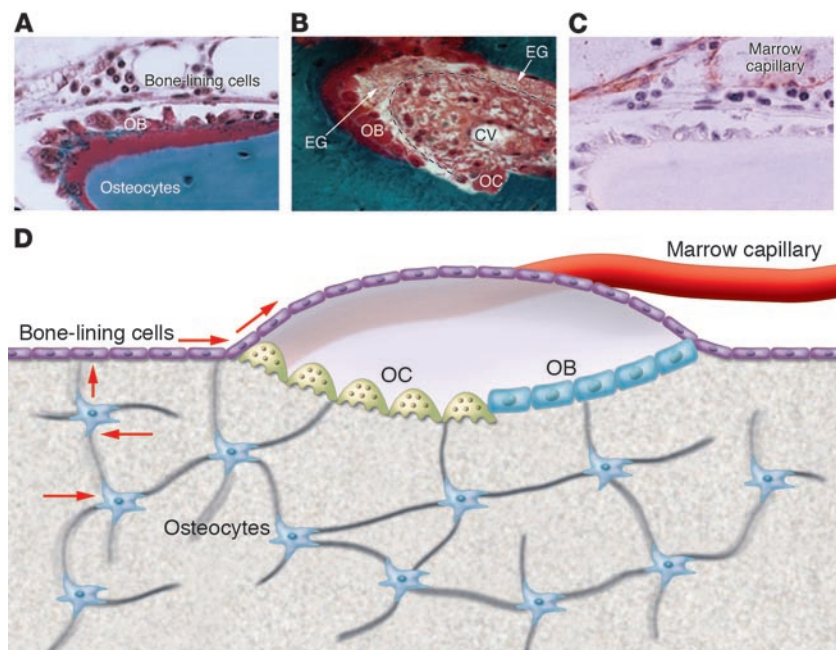 A
Bone-lining cells
OB
Osteocytes
B
EG
EG
OB
CV
OC
C
Marrow
capillary
D
Marrow capillary
Bone-lining cells
OC
OB
Osteocytes